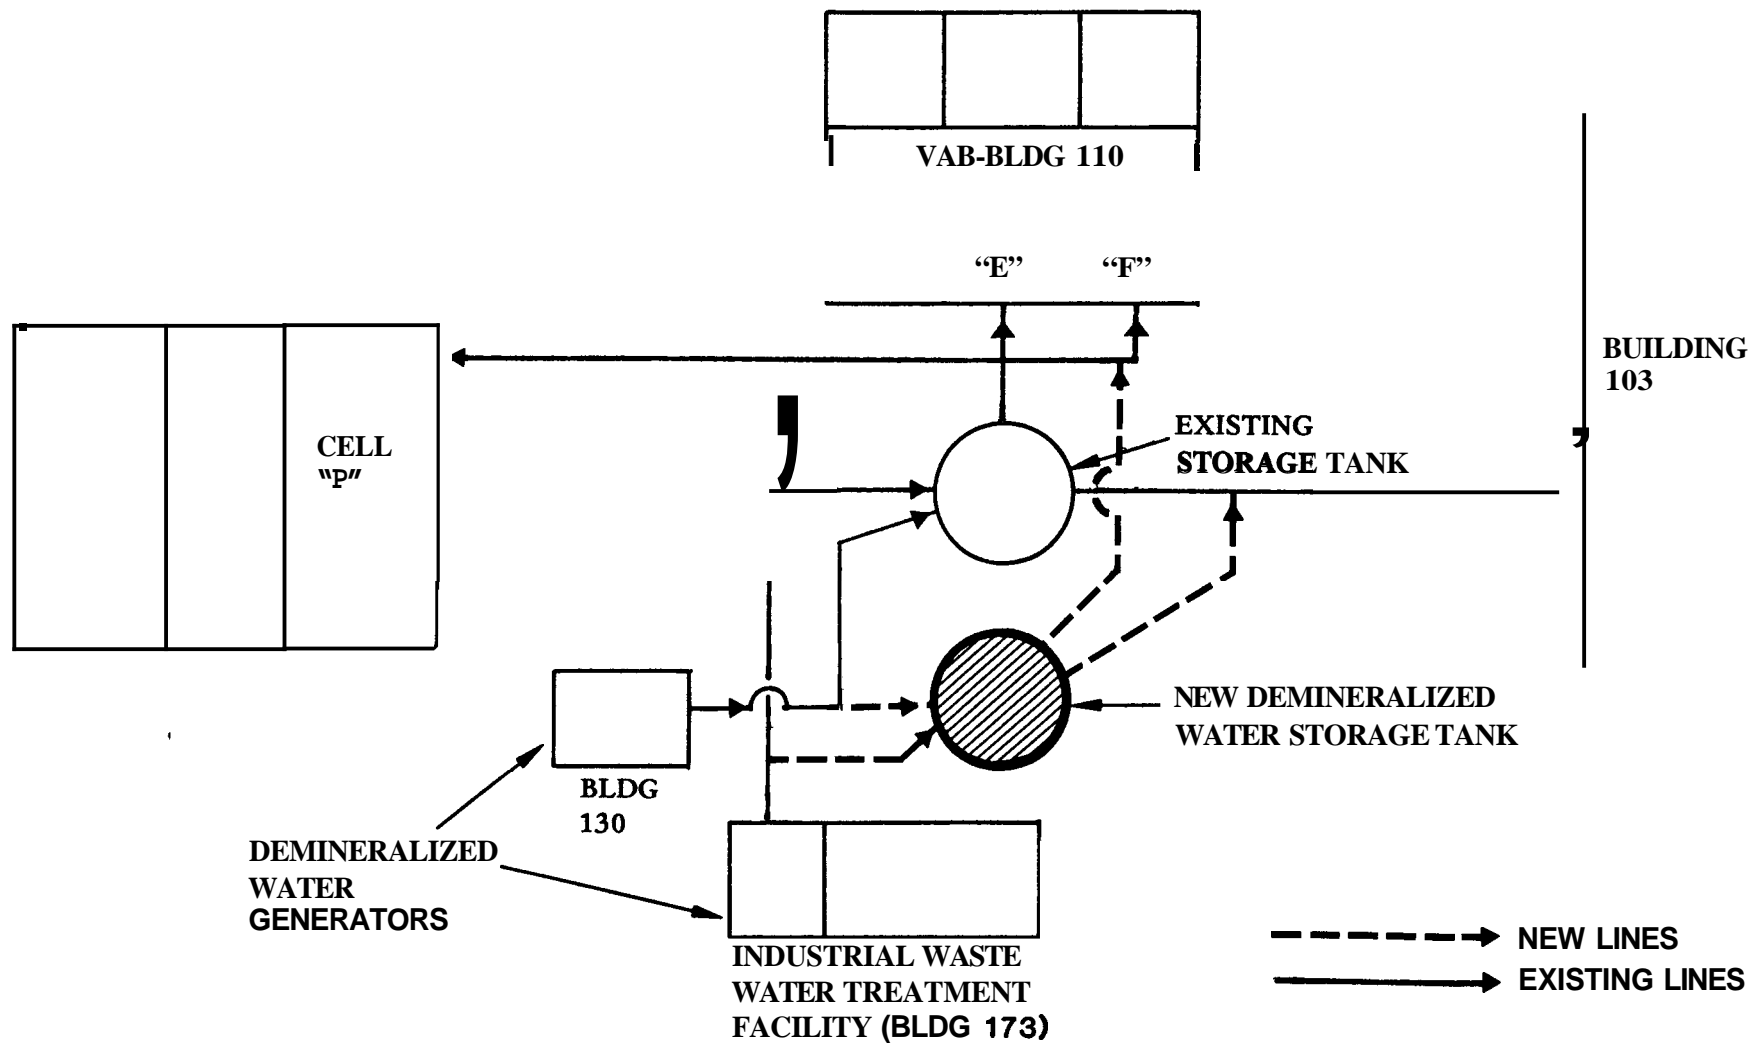 VAB-BLDG 110
“E”
“F”
BUILDING
103
CELL
"P"
EXISTING
STORAGE TANK
NEW DEMINERALIZED
WATER STORAGE TANK
BLDG
130
DEMINERALIZED
WATER
GENERATORS
INDUSTRIAL WASTE
WATER TREATMENT
FACILITY (BLDG 173)
NEW LINES
EXISTING LINES